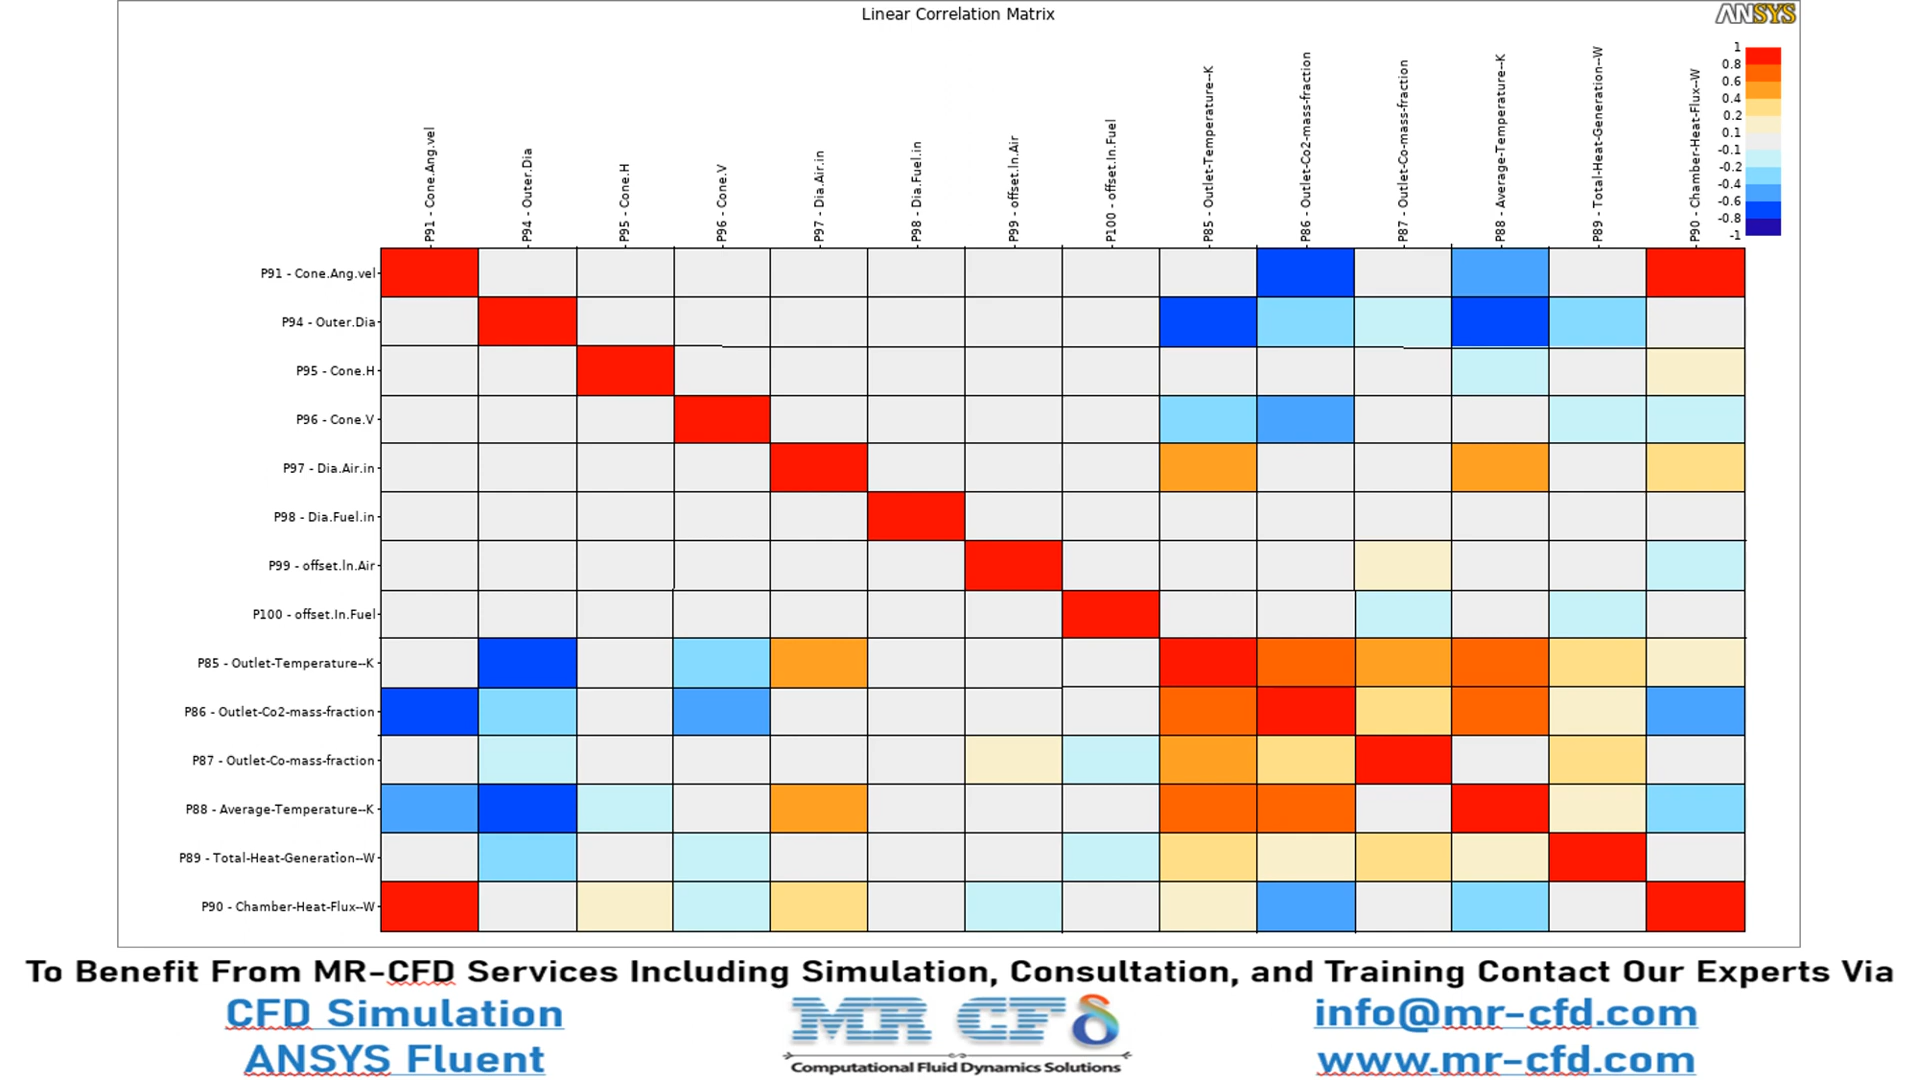 Linear Correlation Matrix
ANSYS
P91 - Cone.Ang.vel
P94 - Outer.Dia
P95 - Cone.H
P96 - Cone.V
P97 - Dia.Air.in
P98 - Dia.Fuel.in
P99 - offset.In.Air
P100 - offset.In.Fuel
P85 - Outlet-Temperature--K
P86 - Outlet-Co2-mass-fraction
P87 - Outlet-Co-mass-fraction
P88 - Average-Temperature--K
P89 - Total-Heat-Generation--W
P90 - Chamber-Heat-Flux--W
1
0.8
0.6
0.4
0.2
0.1
-0.1
-0.2
-0.4
-0.6
-0.8
-1
P91 - Cone.Ang.vel
P94 - Outer.Dia
P95 - Cone.H
P96 - Cone.V
P97 - Dia.Air.in
P98 - Dia.Fuel.in
P99 - offset.In.Air
P100 - offset.In.Fuel
P85 - Outlet-Temperature--K
P86 - Outlet-Co2-mass-fraction
P87 - Outlet-Co-mass-fraction
P88 - Average-Temperature--K
P89 - Total-Heat-Generation--W
P90 - Chamber-Heat-Flux--W
To Benefit From MR-CFD Services Including Simulation, Consultation, and Training Contact Our Experts Via
CFD Simulation
ANSYS Fluent
MR CFD
Computational Fluid Dynamics Solutions
info@mr-cfd.com
www.mr-cfd.com